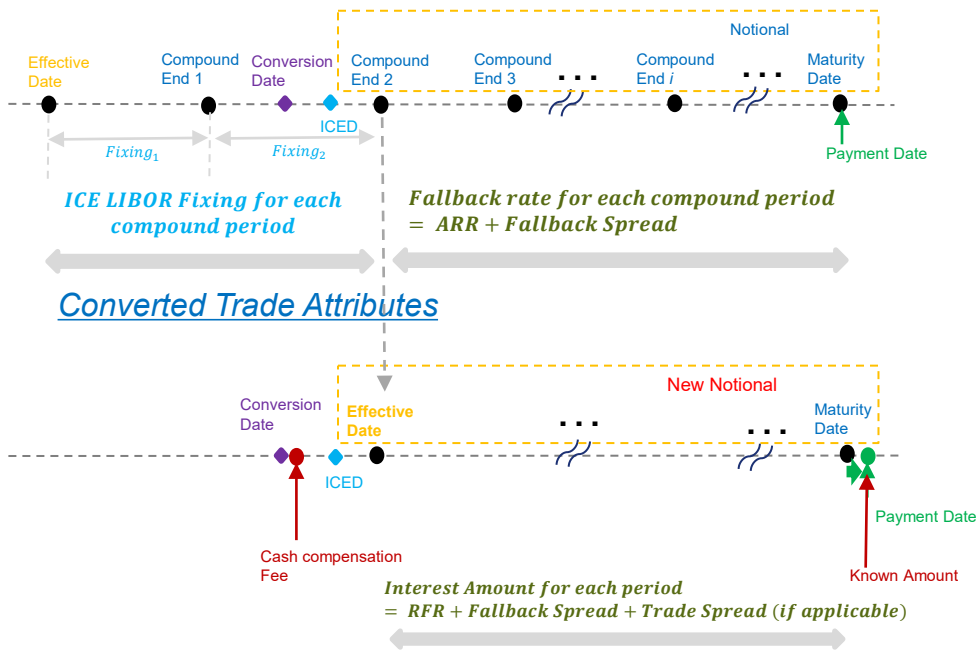 Notional
Effective
Date
Compound
End 1
Conversion
Date
Compound
End 2
Compound
End 3
...
Compound
End i
...
Maturity
Date
ICED
Fixing₁
Fixing₂
Payment Date
ICE LIBOR Fixing for each
compound period
Fallback rate for each compound period
= ARR + Fallback Spread
Converted Trade Attributes
New Notional
Conversion
Date
Effective
Date
...
...
Maturity
Date
ICED
Payment Date
Cash compensation
Fee
Known Amount
Interest Amount for each period
= RFR + Fallback Spread + Trade Spread (if applicable)